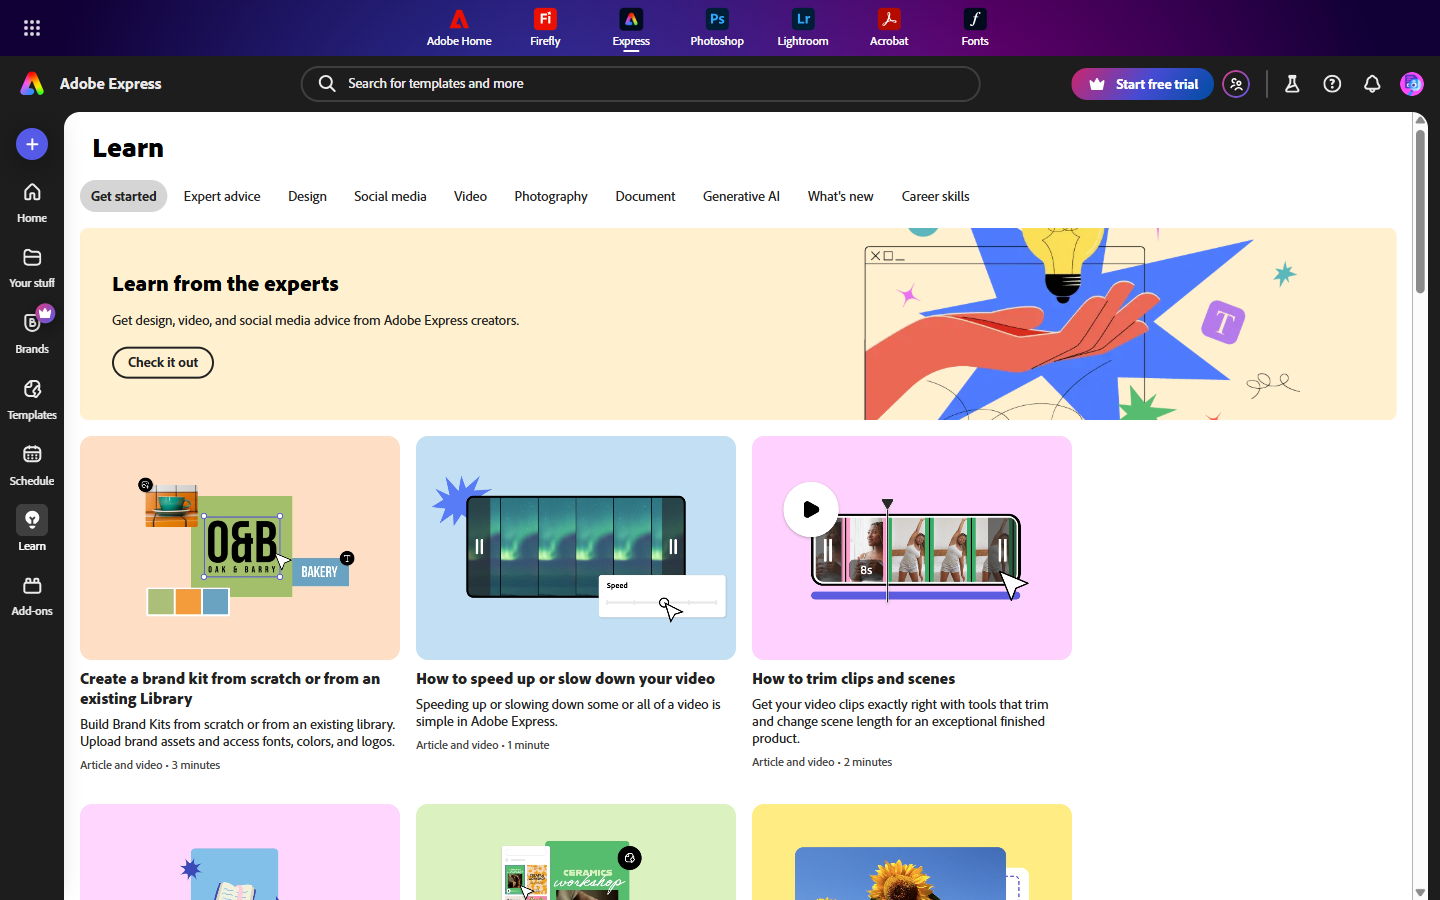 Adobe Home
Firefly
Express
Photoshop
Lightroom
Acrobat
Fonts
Adobe Express
Search for templates and more
Start free trial
Home
Your stuff
Brands
Templates
Schedule
Learn
Add-ons
Learn
Get started
Expert advice
Design
Social media
Video
Photography
Document
Generative AI
What's new
Career skills
Learn from the experts
Get design, video, and social media advice from Adobe Express creators.
Check it out
T
O&B
OAK & BARRY
BAKERY
T
Speed
8s
Create a brand kit from scratch or from an
existing Library
Build Brand Kits from scratch or from an existing library.
Upload brand assets and access fonts, colors, and logos.
Article and video • 3 minutes
How to speed up or slow down your video
Speeding up or slowing down some or all of a video is
simple in Adobe Express.
Article and video • 1 minute
How to trim clips and scenes
Get your video clips exactly right with tools that trim
and change scene length for an exceptional finished
product.
Article and video • 2 minutes
CERAMICS
workshop